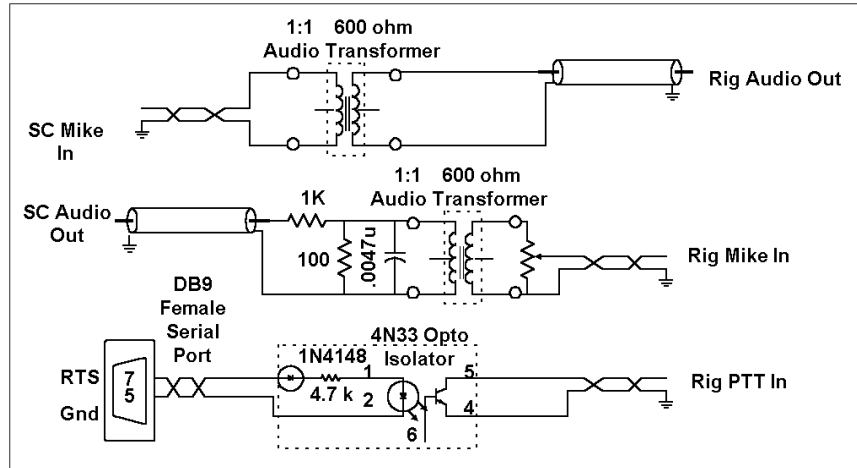 1:1 600 ohm
Audio Transformer
Rig Audio Out
SC Mike
In
1:1 600 ohm
Audio Transformer
SC Audio
Out
1K
100
.0047u
Rig Mike In
DB9
Female
Serial
Port
4N33 Opto
Isolator
1N4148
4.7 k
1
2
5
4
6
RTS
7
5
Gnd
Rig PTT In